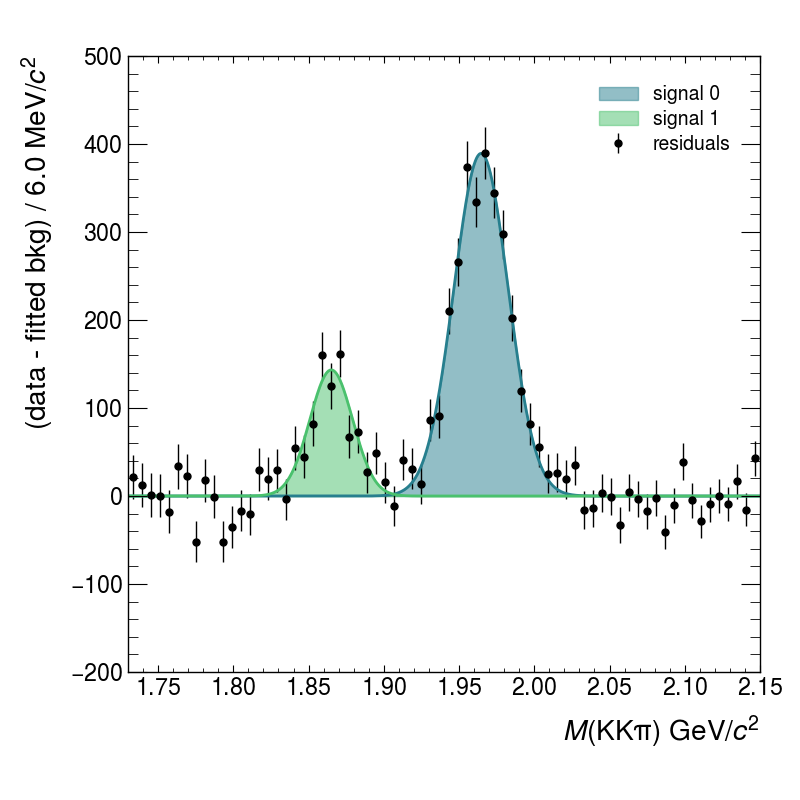 (data - fitted bkg) / 6.0 MeV/c²
500
400
300
200
100
0
−100
−200
signal 0
signal 1
residuals
1.75 1.80 1.85 1.90 1.95 2.00 2.05 2.10 2.15
M(KKπ) GeV/c²